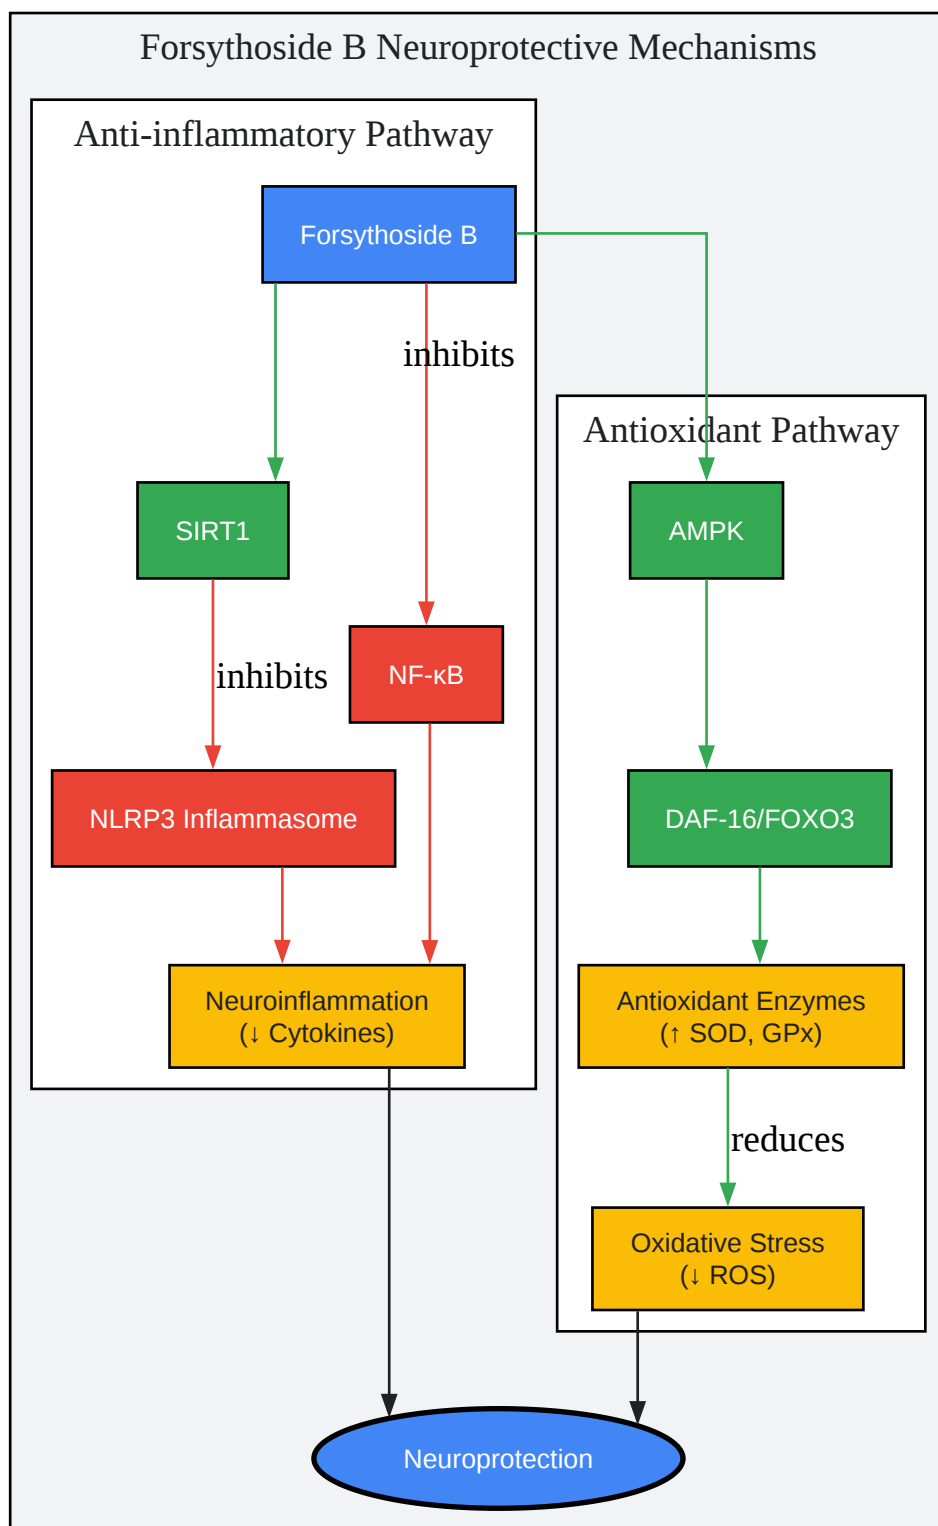 Forsythoside B Neuroprotective Mechanisms
Anti-inflammatory Pathway
Forsythoside B
inhibits
Antioxidant Pathway
SIRT1
AMPK
inhibits
NF-κB
NLRP3 Inflammasome
DAF-16/FOXO3
Neuroinflammation
(↓ Cytokines)
Antioxidant Enzymes
(↑ SOD, GPx)
reduces
Oxidative Stress
(↓ ROS)
Neuroprotection